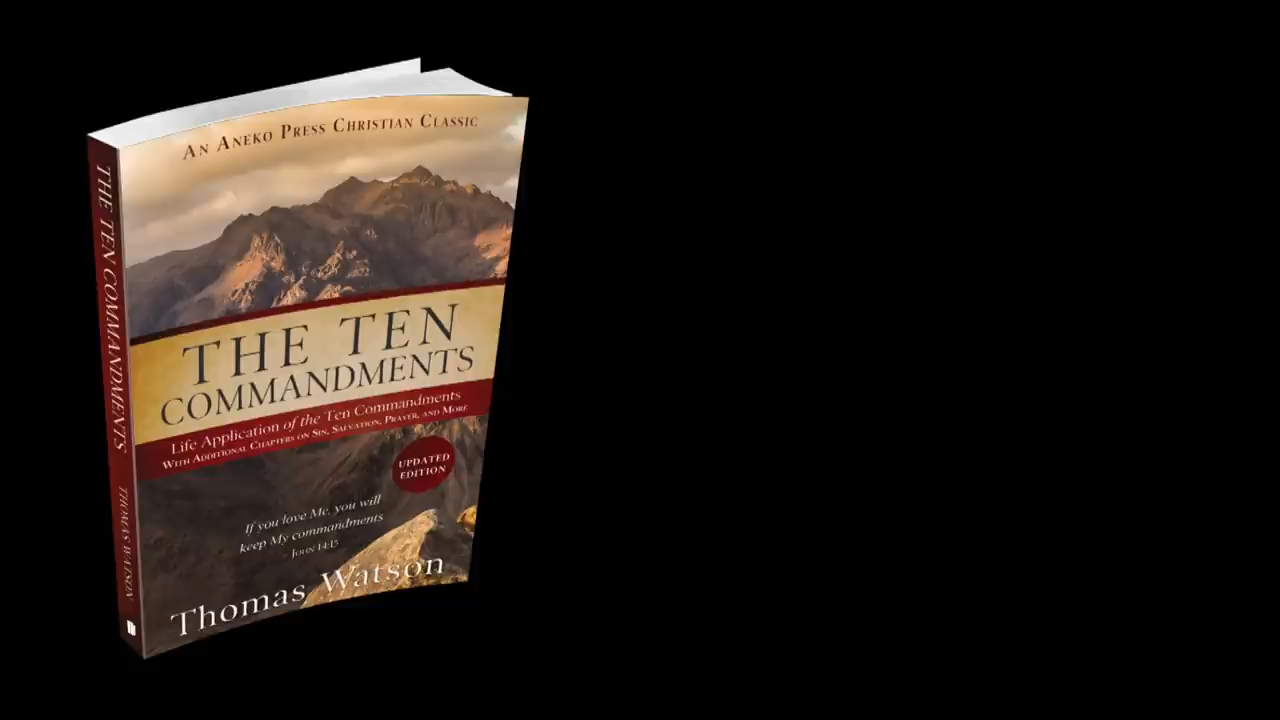 AN ANEKO PRESS CHRISTIAN CLASSIC
THE TEN
COMMANDMENTS
Life Application of the Ten Commandments
WITH ADDITIONAL CHAPTERS ON SIN, SALVATION, PRAYER, AND MORE
UPDATED
EDITION
If you love Me, you will
keep My commandments
JOHN 14:15
Thomas Watson
THE TEN COMMANDMENTS
THOMAS WATSON